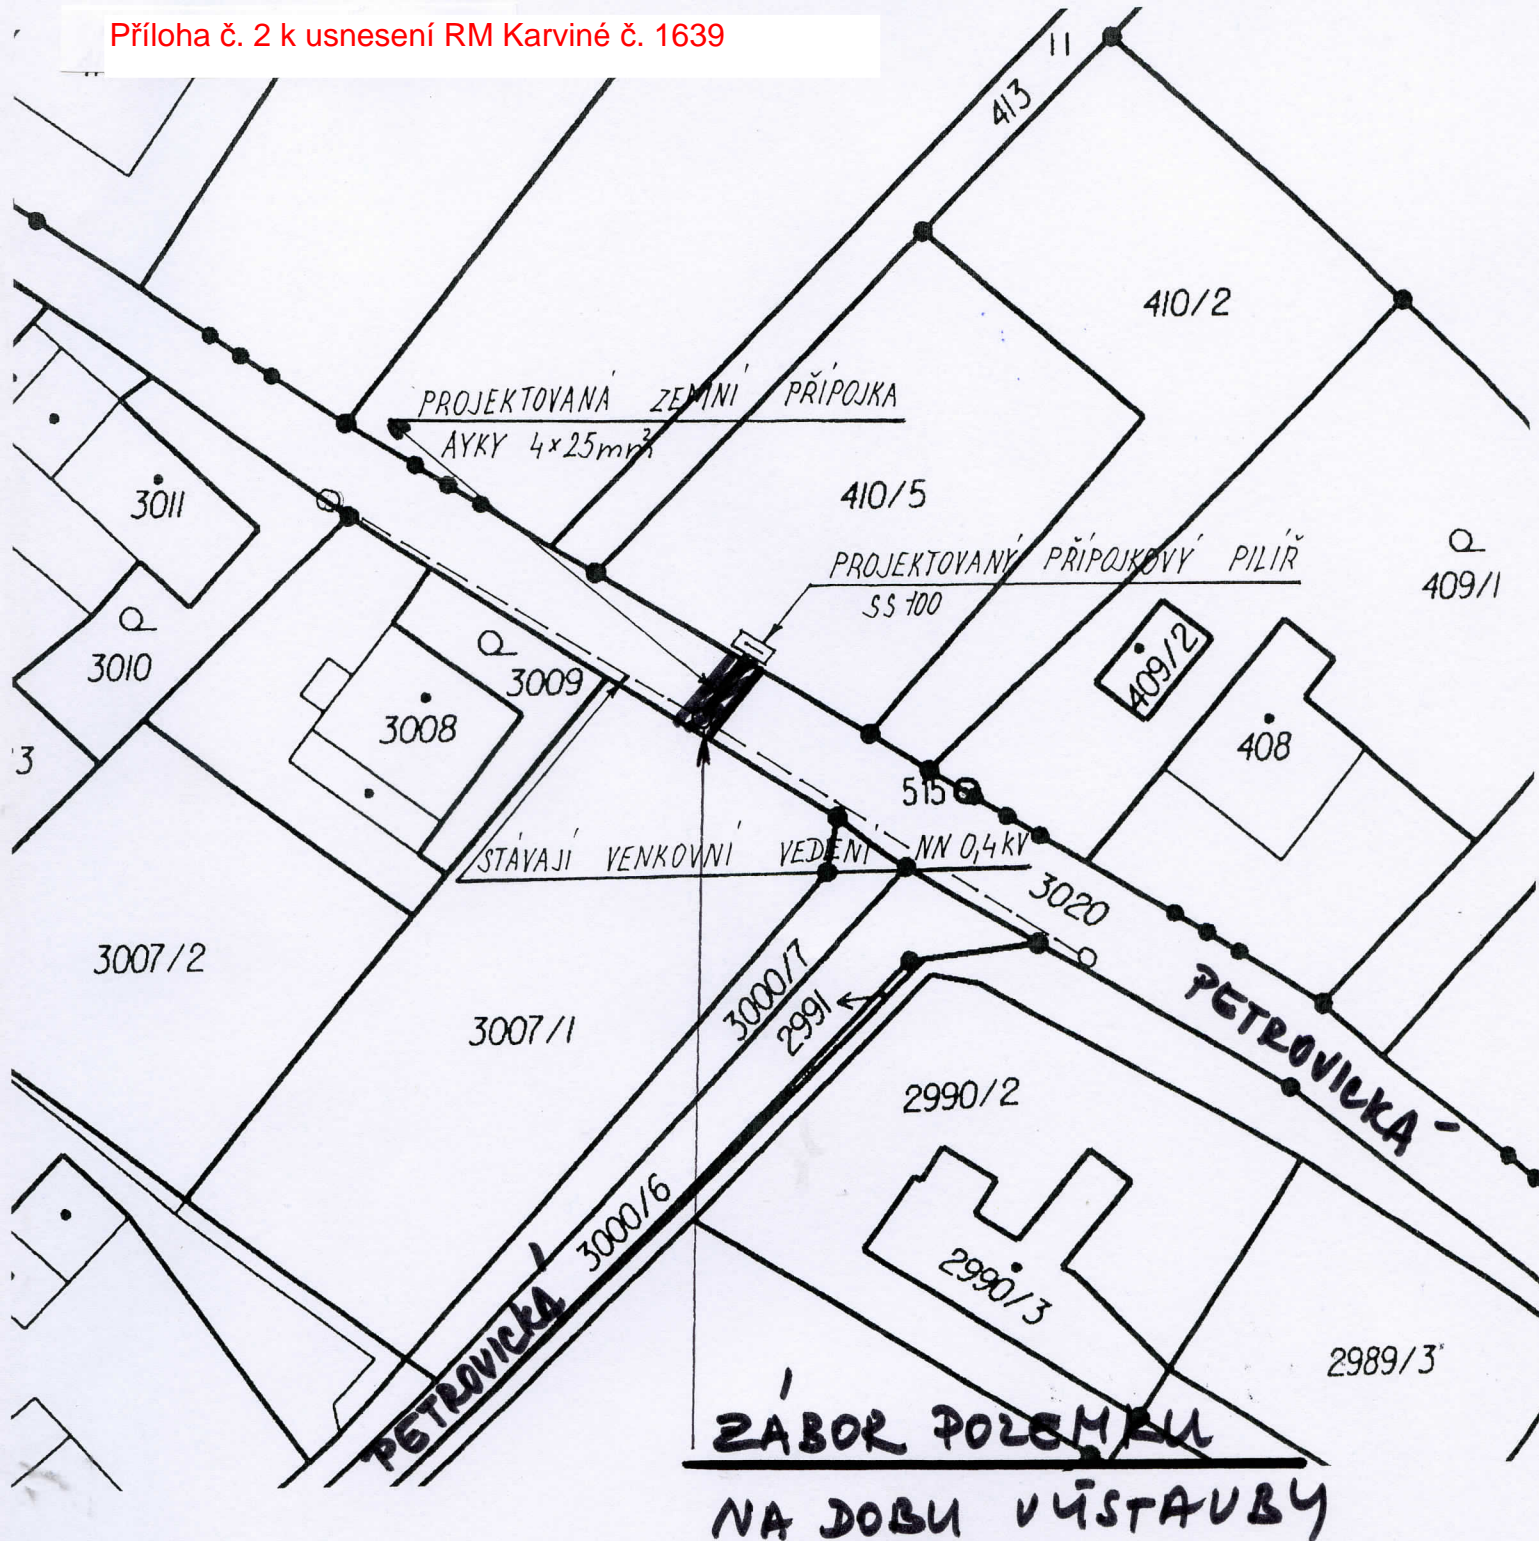 Příloha č. 2 k usnesení RM Karviné č. 1639
11
413
410/2
PROJEKTOVANÁ ZEMNÍ PŘÍPOJKA
AYKY 4×25mm²
3011
410/5
PROJEKTOVANÝ PŘÍPOJKOVÝ PILÍŘ
SS 100
409/1
3010
3009
409/2
3008
408
3
515
STÁVAJÍ VENKOVNÍ VEDENÍ NN 0,4 kV
3020
3007/2
3007/1
3000/7
2991
PETROVICKÁ
2990/2
3000/6
2990/3
PETROVICKÁ
2989/3
ZÁBOR POZEMKU
NA DOBU VÝSTAVBY